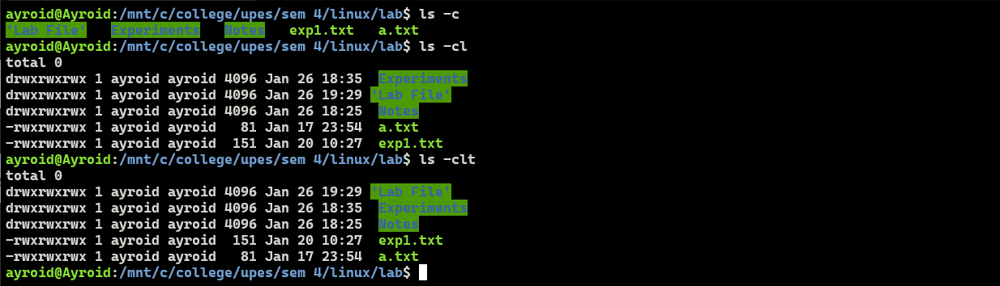 ayroid@Ayroid:/mnt/c/college/upes/sem 4/linux/lab$ ls -c
'Lab File'   Experiments   Notes   exp1.txt   a.txt
ayroid@Ayroid:/mnt/c/college/upes/sem 4/linux/lab$ ls -cl
total 0
drwxrwxrwx 1 ayroid ayroid 4096 Jan 26 18:35  Experiments
drwxrwxrwx 1 ayroid ayroid 4096 Jan 26 19:29 'Lab File'
drwxrwxrwx 1 ayroid ayroid 4096 Jan 26 18:25  Notes
-rwxrwxrwx 1 ayroid ayroid   81 Jan 17 23:54  a.txt
-rwxrwxrwx 1 ayroid ayroid  151 Jan 20 10:27  exp1.txt
ayroid@Ayroid:/mnt/c/college/upes/sem 4/linux/lab$ ls -clt
total 0
drwxrwxrwx 1 ayroid ayroid 4096 Jan 26 19:29 'Lab File'
drwxrwxrwx 1 ayroid ayroid 4096 Jan 26 18:35  Experiments
drwxrwxrwx 1 ayroid ayroid 4096 Jan 26 18:25  Notes
-rwxrwxrwx 1 ayroid ayroid  151 Jan 20 10:27  exp1.txt
-rwxrwxrwx 1 ayroid ayroid   81 Jan 17 23:54  a.txt
ayroid@Ayroid:/mnt/c/college/upes/sem 4/linux/lab$